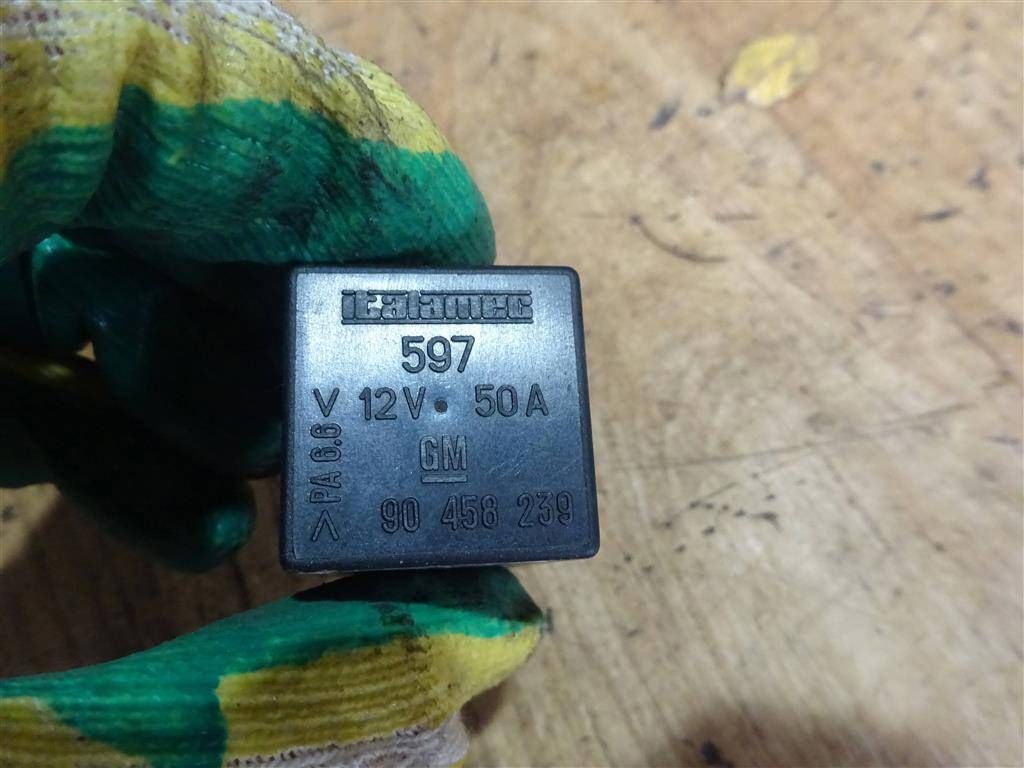 italamec
597
12V • 50A
GM
90 458 239
>PA 6.6<